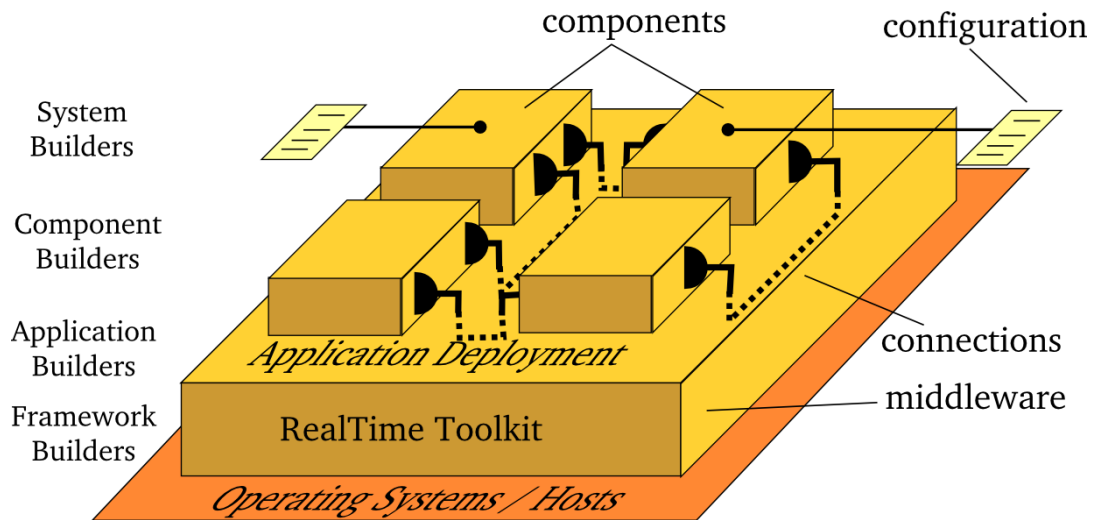 components
configuration
System
Builders
Component
Builders
Application
Builders
connections
Application Deployment
middleware
Framework
Builders
RealTime Toolkit
Operating Systems / Hosts